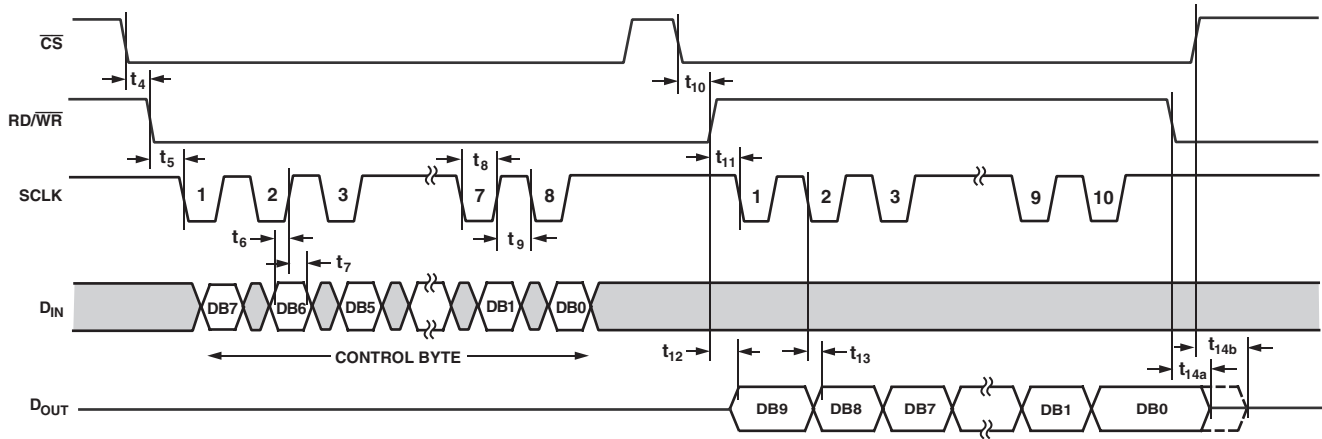 C̅S̅
t4 t10
RD/W̅R̅
t5 t8 t11
SCLK 1 2 3 7 8 1 2 3 9 10
t6 t9
t7
DIN DB7 DB6 DB5 DB1 DB0
CONTROL BYTE t12 t13 t14b
t14a
DOUT DB9 DB8 DB7 DB1 DB0